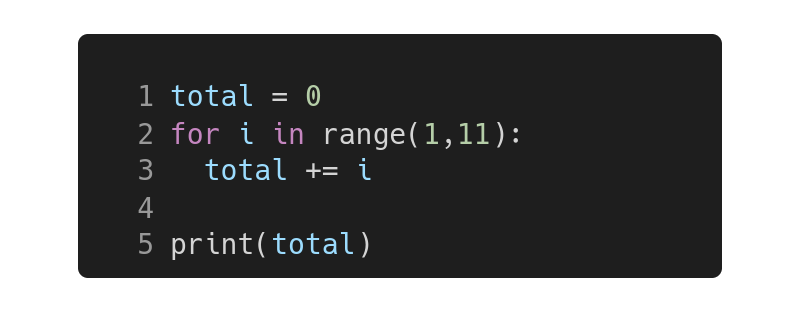 1 total = 0
2 for i in range(1,11):
3   total += i
4
5 print(total)